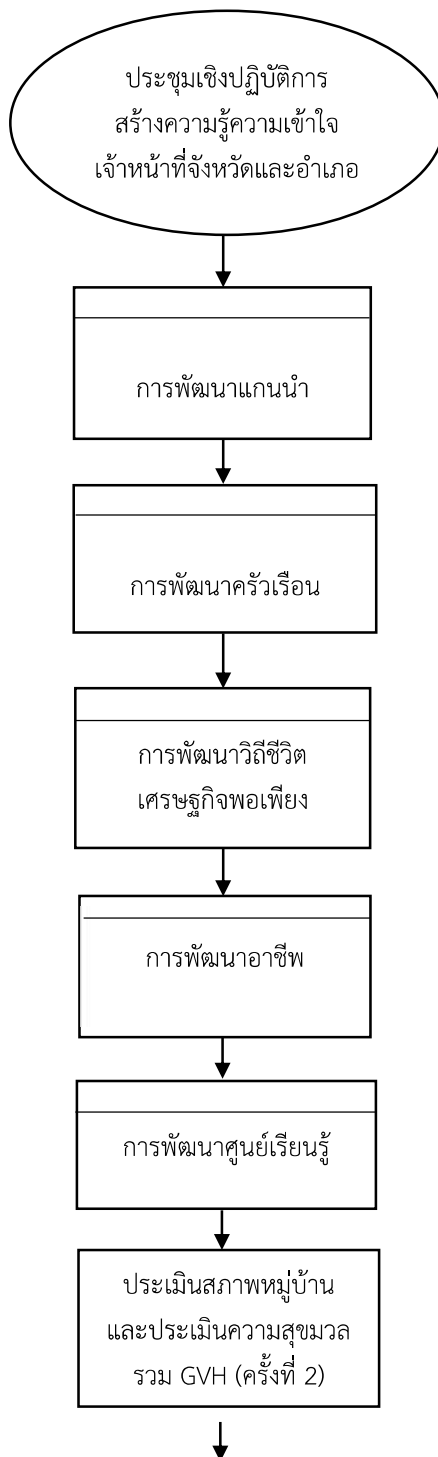 ประชุมเชิงปฏิบัติการ
สร้างความรู้ความเข้าใจ
เจ้าหน้าที่จังหวัดและอำเภอ
การพัฒนาแกนนำ
การพัฒนาครัวเรือน
การพัฒนาวิถีชีวิต
เศรษฐกิจพอเพียง
การพัฒนาอาชีพ
การพัฒนาศูนย์เรียนรู้
ประเมินสภาพหมู่บ้าน
และประเมินความสุขมวล
รวม GVH (ครั้งที่ 2)